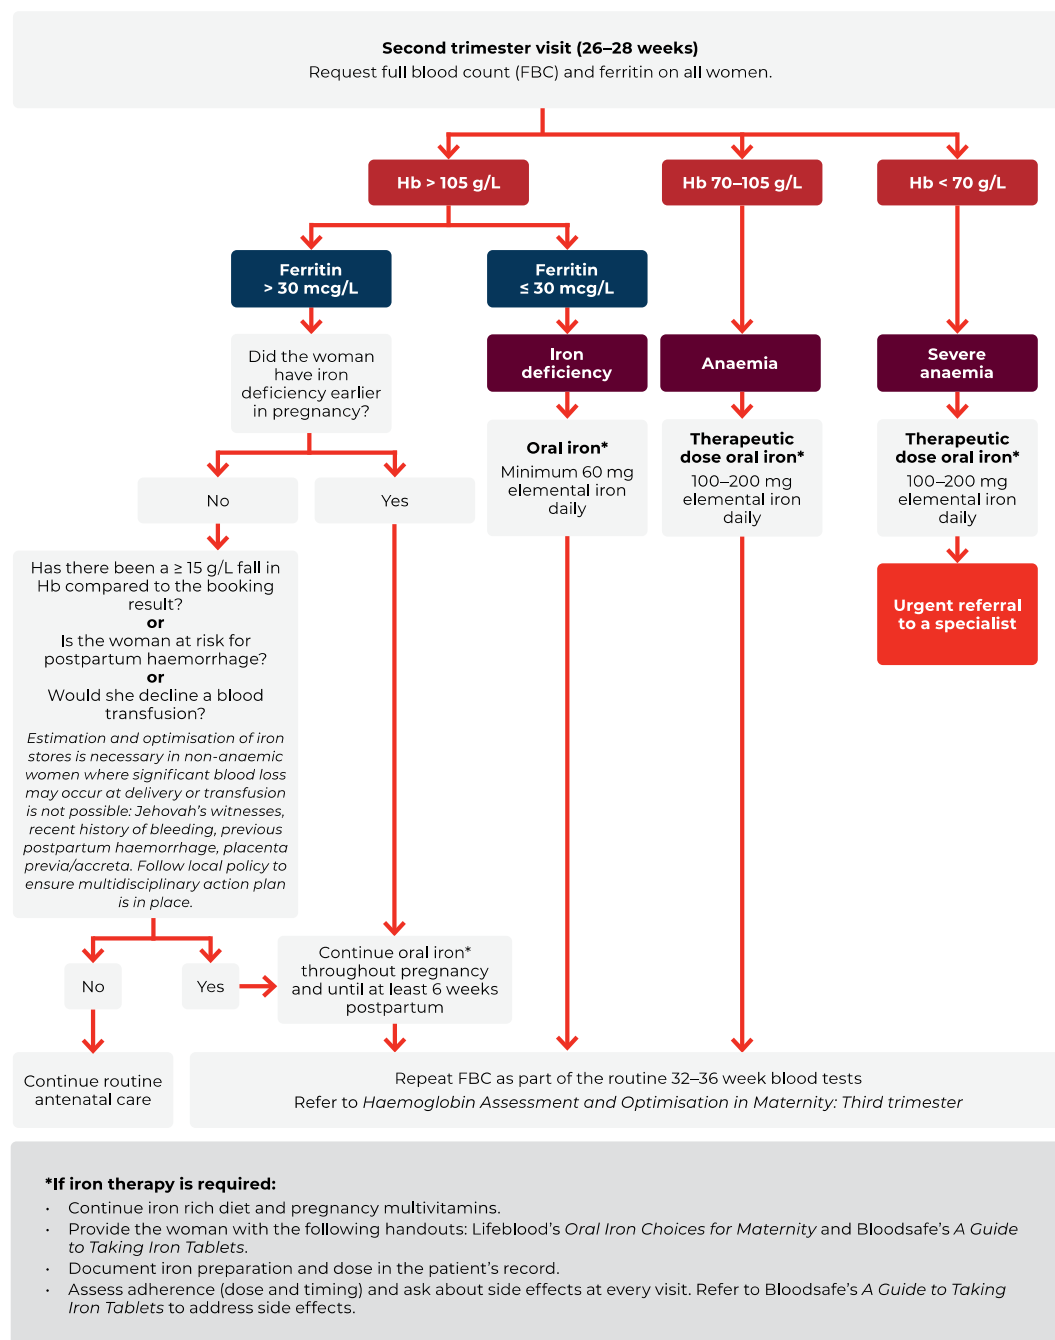 Second trimester visit (26–28 weeks)
Request full blood count (FBC) and ferritin on all women.
Hb > 105 g/L
Hb 70–105 g/L
Hb < 70 g/L
Ferritin
> 30 mcg/L
Ferritin
≤ 30 mcg/L
Did the woman
have iron
deficiency earlier
in pregnancy?
Iron
deficiency
Anaemia
Severe
anaemia
Oral iron*
Minimum 60 mg
elemental iron
daily
Therapeutic
dose oral iron*
100–200 mg
elemental iron
daily
Therapeutic
dose oral iron*
100–200 mg
elemental iron
daily
No
Yes
Has there been a ≥ 15 g/L fall in
Hb compared to the booking
result?
or
Is the woman at risk for
postpartum haemorrhage?
or
Would she decline a blood
transfusion?
Estimation and optimisation of iron
stores is necessary in non-anaemic
women where significant blood loss
may occur at delivery or transfusion
is not possible: Jehovah's witnesses,
recent history of bleeding, previous
postpartum haemorrhage, placenta
previa/accreta. Follow local policy to
ensure multidisciplinary action plan
is in place.
Urgent referral
to a specialist
No
Yes
Continue oral iron*
throughout pregnancy
and until at least 6 weeks
postpartum
Continue routine
antenatal care
Repeat FBC as part of the routine 32–36 week blood tests
Refer to Haemoglobin Assessment and Optimisation in Maternity: Third trimester
*If iron therapy is required:
• Continue iron rich diet and pregnancy multivitamins.
• Provide the woman with the following handouts: Lifeblood's Oral Iron Choices for Maternity and Bloodsafe's A Guide
to Taking Iron Tablets.
• Document iron preparation and dose in the patient's record.
• Assess adherence (dose and timing) and ask about side effects at every visit. Refer to Bloodsafe's A Guide to Taking
Iron Tablets to address side effects.